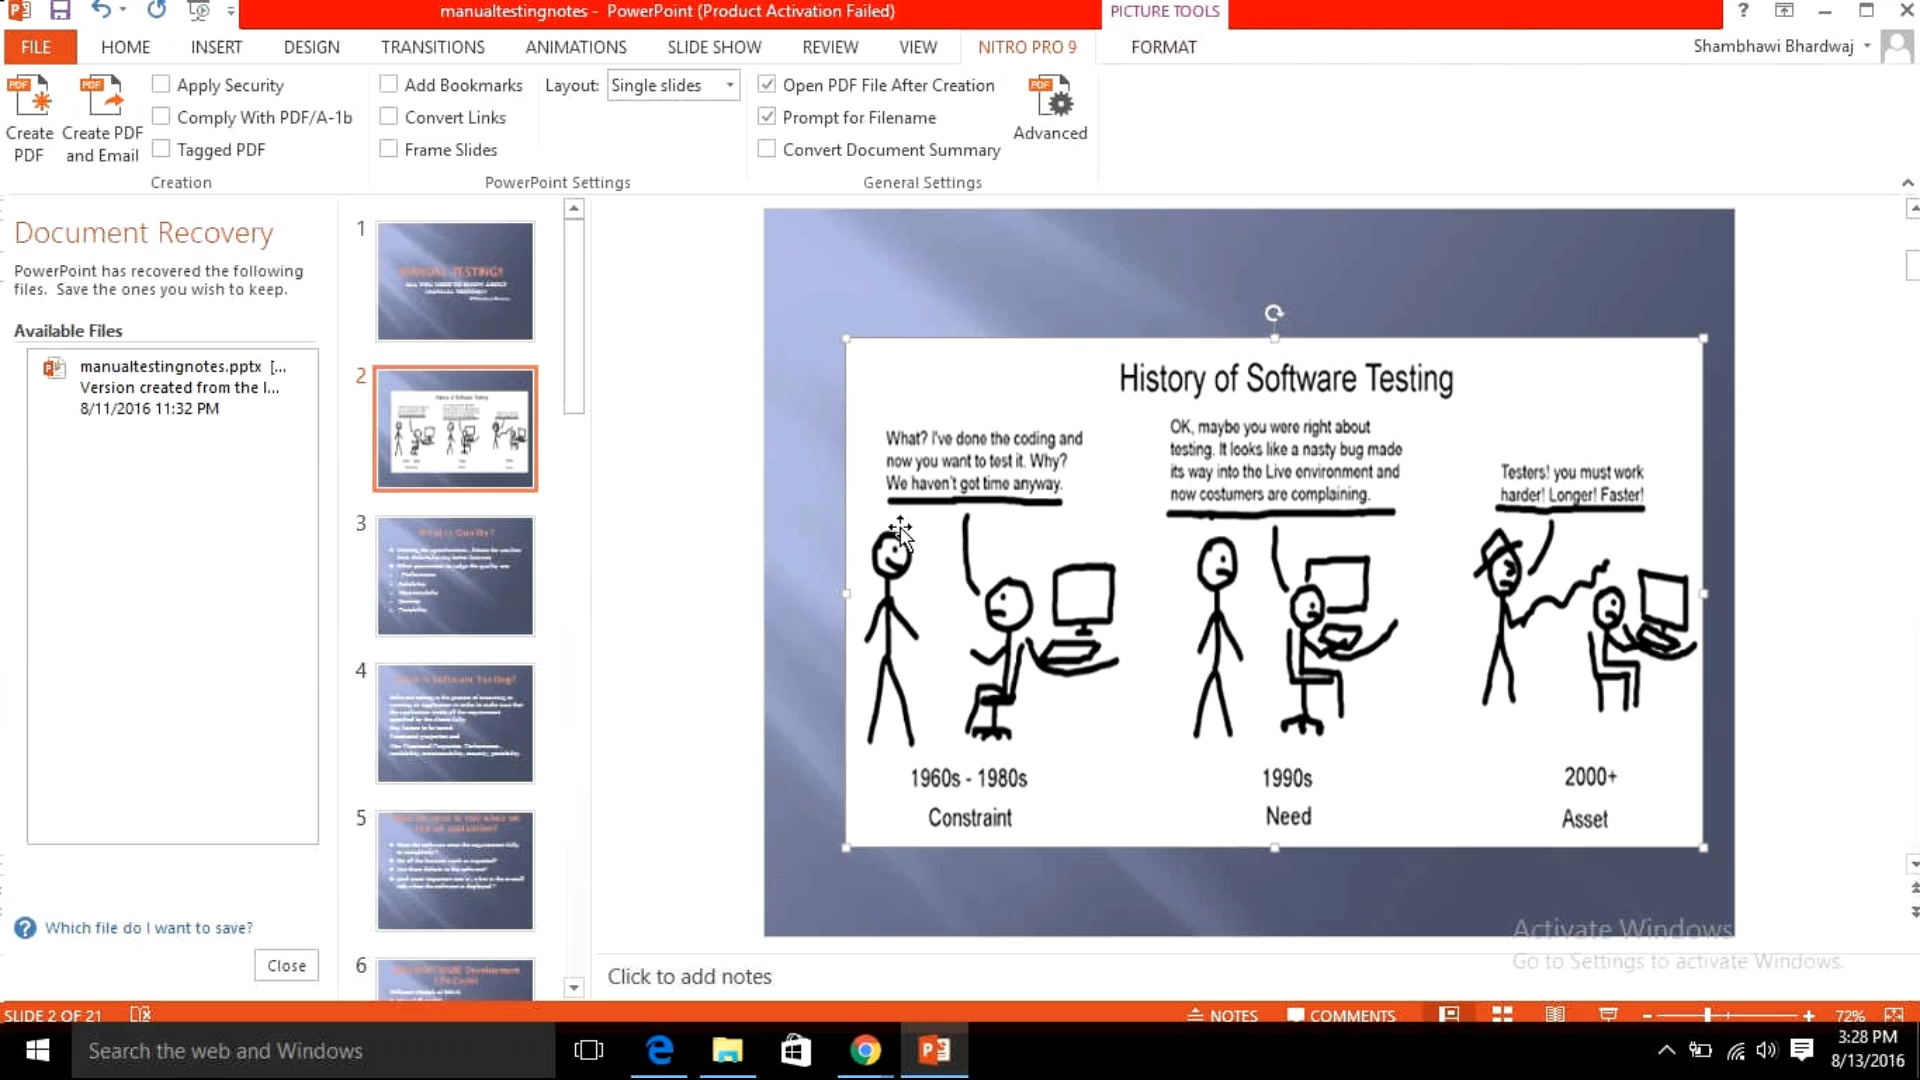 manualtestingnotes - PowerPoint (Product Activation Failed)
PICTURE TOOLS
FILE
HOME
INSERT
DESIGN
TRANSITIONS
ANIMATIONS
SLIDE SHOW
REVIEW
VIEW
NITRO PRO 9
FORMAT
Shambhawi Bhardwaj
Create PDF
Create PDF and Email
Apply Security
Comply With PDF/A-1b
Tagged PDF
Creation
Add Bookmarks
Convert Links
Frame Slides
Layout: Single slides
PowerPoint Settings
Open PDF File After Creation
Prompt for Filename
Convert Document Summary
Advanced
General Settings
Document Recovery
PowerPoint has recovered the following
files. Save the ones you wish to keep.
Available Files
manualtestingnotes.pptx [...
Version created from the l...
8/11/2016 11:32 PM
Which file do I want to save?
Close
1
MANUAL TESTING!!
2
3
What is Quality?
4
What is Software Testing?
5
6
History of Software Testing
What? I've done the coding and
now you want to test it. Why?
We haven't got time anyway.
OK, maybe you were right about
testing. It looks like a nasty bug made
its way into the Live environment and
now costumers are complaining.
Testers! you must work
harder! Longer! Faster!
1960s - 1980s
Constraint
1990s
Need
2000+
Asset
Activate Windows
Go to Settings to activate Windows.
Click to add notes
SLIDE 2 OF 21
NOTES
COMMENTS
72%
Search the web and Windows
3:28 PM
8/13/2016